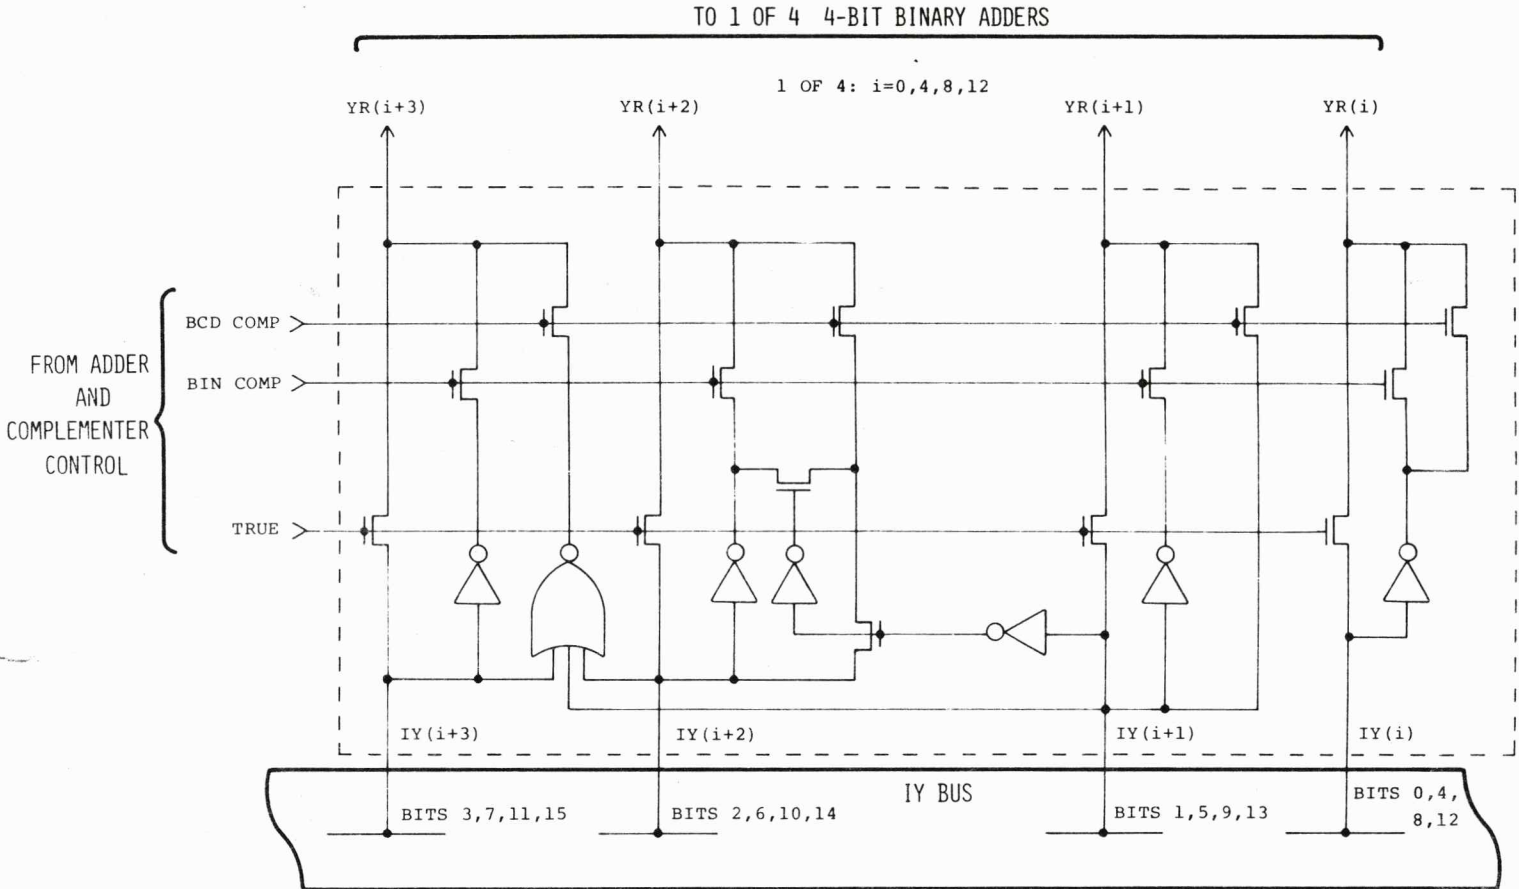 TO 1 OF 4 4-BIT BINARY ADDERS
1 OF 4: i=0,4,8,12
YR(i+3)
YR(i+2)
YR(i+1)
YR(i)
BCD COMP
BIN COMP
TRUE
FROM ADDER
AND
COMPLEMENTER
CONTROL
IY(i+3)
IY(i+2)
IY(i+1)
IY(i)
IY BUS
BITS 3,7,11,15
BITS 2,6,10,14
BITS 1,5,9,13
BITS 0,4,
8,12